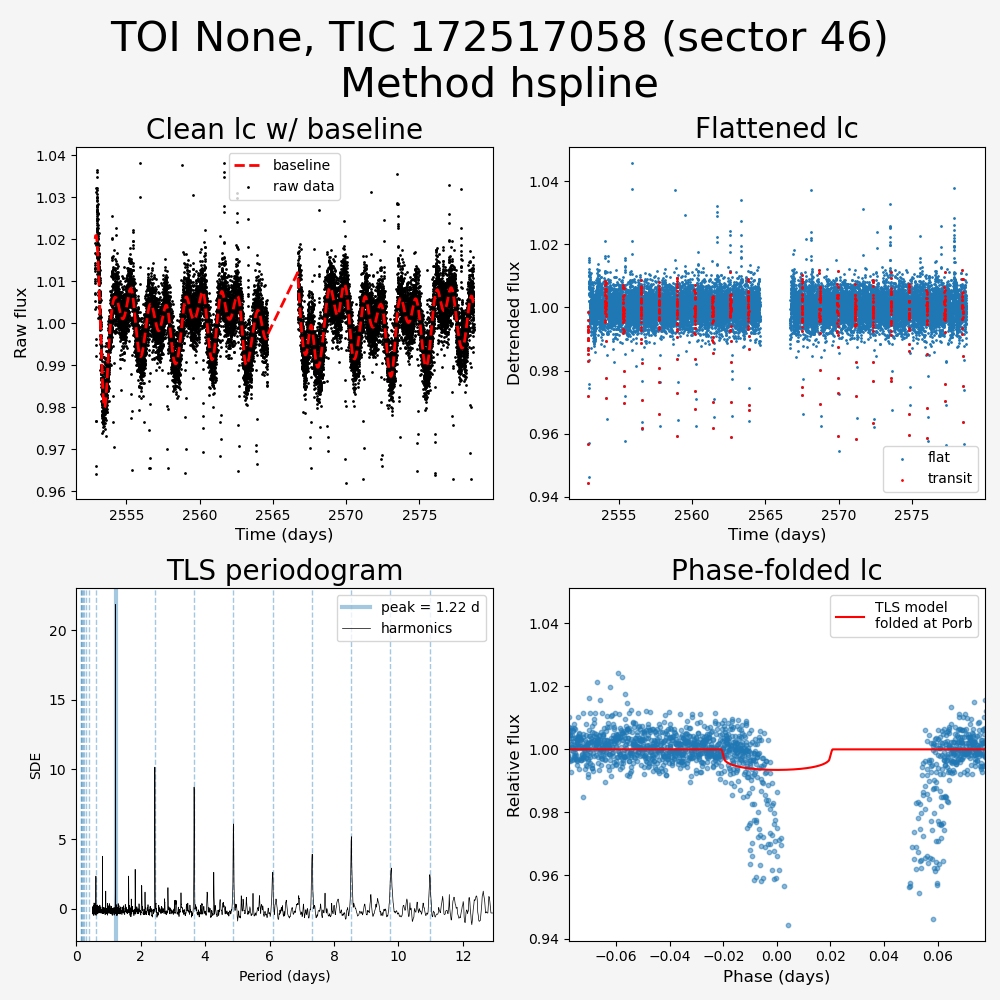 TOI None, TIC 172517058 (sector 46)
Method hspline
Clean lc w/ baseline
Raw flux
1.04
1.03
1.02
1.01
1.00
0.99
0.98
0.97
0.96
baseline
raw data
2555
2560
2565
2570
2575
Time (days)
Flattened lc
Detrended flux
1.04
1.02
1.00
0.98
0.96
0.94
flat
transit
2555
2560
2565
2570
2575
Time (days)
TLS periodogram
SDE
20
15
10
5
0
peak = 1.22 d
harmonics
0
2
4
6
8
10
12
Period (days)
Phase-folded lc
Relative flux
1.04
1.02
1.00
0.98
0.96
0.94
TLS model
folded at Porb
−0.06
−0.04
−0.02
0.00
0.02
0.04
0.06
Phase (days)